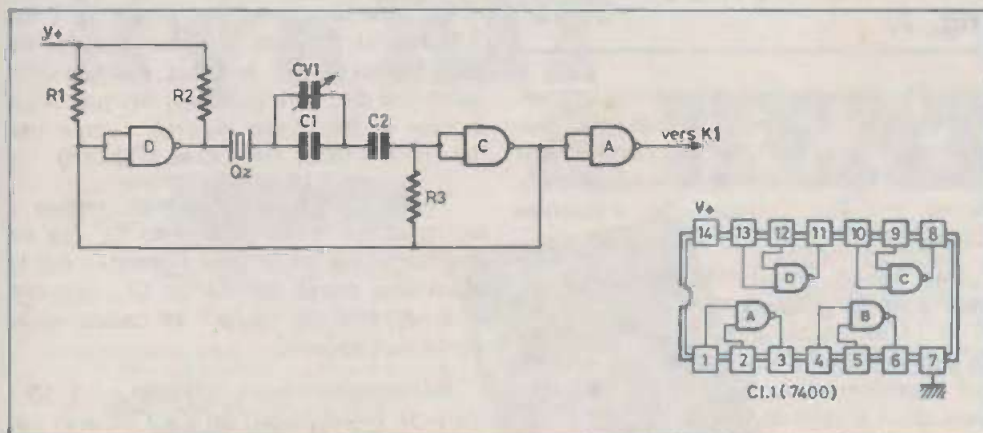 V+
R1
R2
D
Qz
CV1
C1
C2
R3
C
A
vers K1
V+
14 13 12 11 10 9 8
D
C
A
B
1 2 3 4 5 6 7
CI.1 (7400)